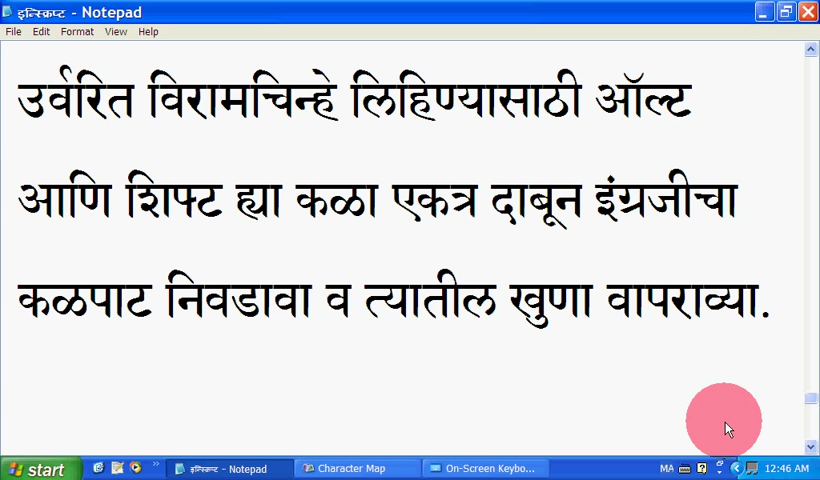 इन्स्क्रिप्ट - Notepad
File Edit Format View Help
उर्वरित विरामचिन्हे लिहिण्यासाठी ऑल्ट
आणि शिफ्ट ह्या कळा एकत्र दाबून इंग्रजीचा
कळपाट निवडावा व त्यातील खुणा वापराव्या.
start इन्स्क्रिप्ट - Notepad Character Map On-Screen Keybo... MA 12:46 AM